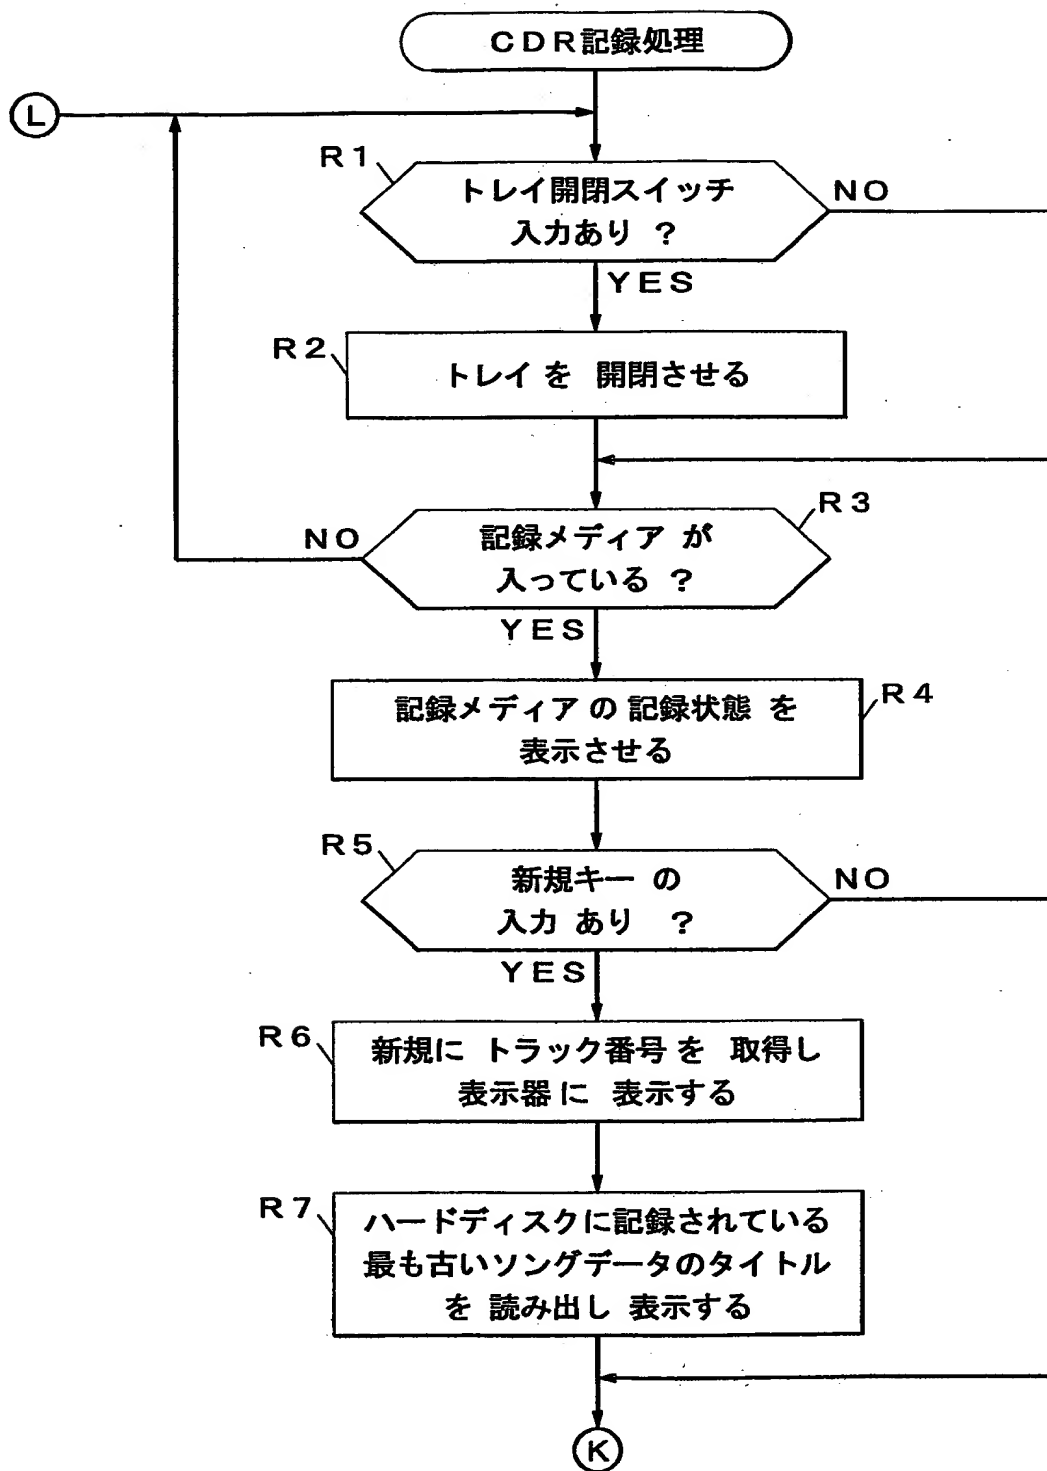 CDR記録処理
L
R1
トレイ開閉スイッチ
入力あり ?
NO
YES
R2
トレイ を 開閉させる
R3
記録メディア が
入っている ?
NO
YES
R4
記録メディア の 記録状態 を
表示させる
R5
新規キー の
入力 あり ?
NO
YES
R6
新規に トラック番号 を 取得し
表示器 に 表示する
R7
ハードディスクに記録されている
最も古いソングデータのタイトル
を 読み出し 表示する
K